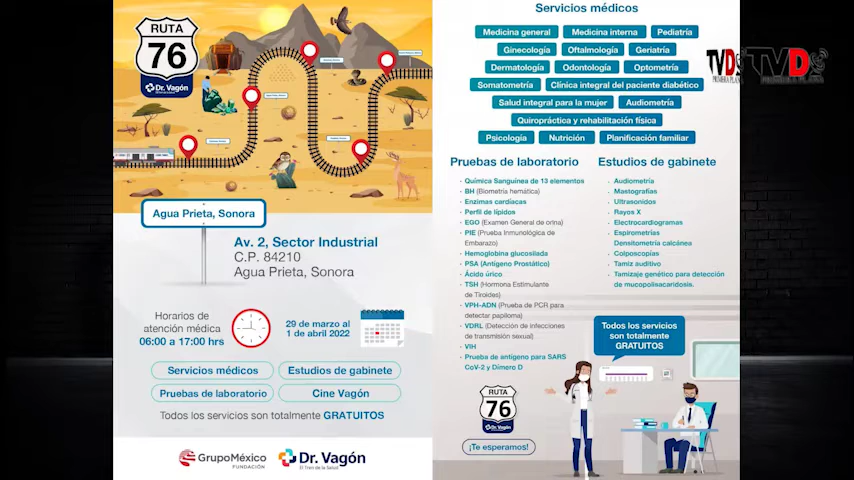 RUTA
76
Dr. Vagón
Agua Prieta, Sonora
Av. 2, Sector Industrial
C.P. 84210
Agua Prieta, Sonora
Horarios de
atención médica
06:00 a 17:00 hrs
29 de marzo al
1 de abril 2022
Servicios médicos
Estudios de gabinete
Pruebas de laboratorio
Cine Vagón
Todos los servicios son totalmente GRATUITOS
GrupoMéxico
FUNDACIÓN
Dr. Vagón
El Tren de la Salud
Servicios médicos
Medicina general
Medicina interna
Pediatría
Ginecología
Oftalmología
Geriatría
Dermatología
Odontología
Optometría
Somatometría
Clínica integral del paciente diabético
Salud integral para la mujer
Audiometría
Quiropráctica y rehabilitación física
Psicología
Nutrición
Planificación familiar
Pruebas de laboratorio
• Química Sanguínea de 13 elementos
• BH (Biometría hemática)
• Enzimas cardíacas
• Perfil de lípidos
• EGO (Examen General de orina)
• PIE (Prueba Inmunológica de
Embarazo)
• Hemoglobina glucosilada
• PSA (Antígeno Prostático)
• Ácido úrico
• TSH (Hormona Estimulante
de Tiroides)
• VPH-ADN (Prueba de PCR para
detectar papiloma)
• VDRL (Detección de infecciones
de transmisión sexual)
• VIH
• Prueba de antígeno para SARS
CoV-2 y Dímero D
Estudios de gabinete
• Audiometría
• Mastografías
• Ultrasonidos
• Rayos X
• Electrocardiogramas
• Espirometrías
Densitometría calcánea
• Colposcopías
• Tamiz auditivo
• Tamizaje genético para detección
de mucopolisacaridosis.
Todos los servicios
son totalmente
GRATUITOS
RUTA
76
Dr. Vagón
¡Te esperamos!
TVD
PRIMERA PLANA
TVD
PRIMERA PLANA